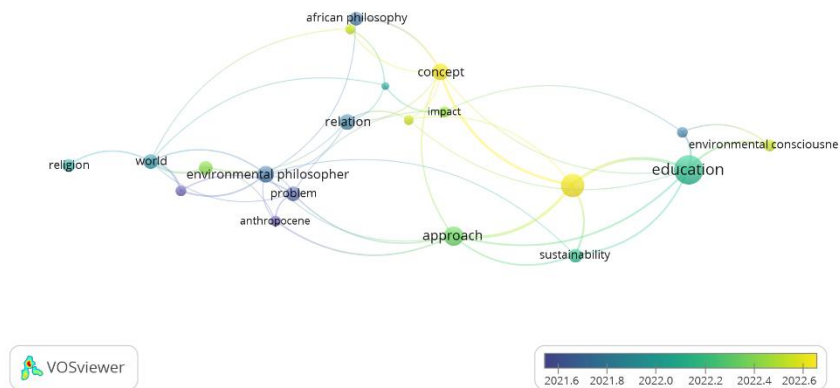 african philosophy
concept
impact
relation
environmental consciousne
religion
world
education
environmental philosopher
problem
anthropocene
approach
sustainability
VOSviewer
2021.6 2021.8 2022.0 2022.2 2022.4 2022.6